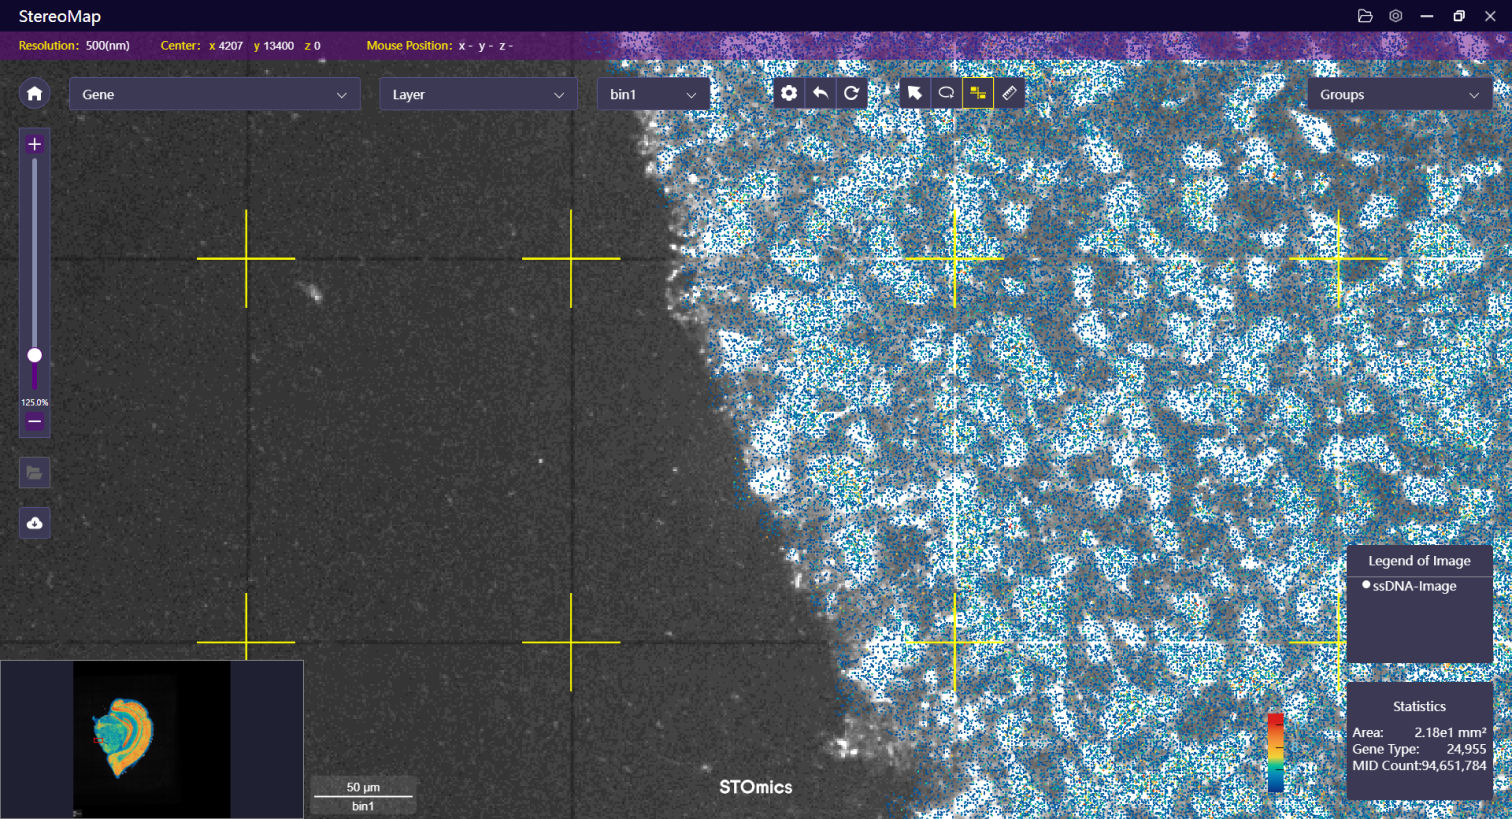 StereoMap
Resolution: 500(nm) Center: x 4207 y 13400 z 0 Mouse Position: x - y - z -
Gene
Layer
bin1
Groups
125.0%
Legend of Image
ssDNA-Image
Statistics
Area: 2.18e1 mm²
Gene Type: 24,955
MID Count:94,651,784
50 μm
bin1
STOmics